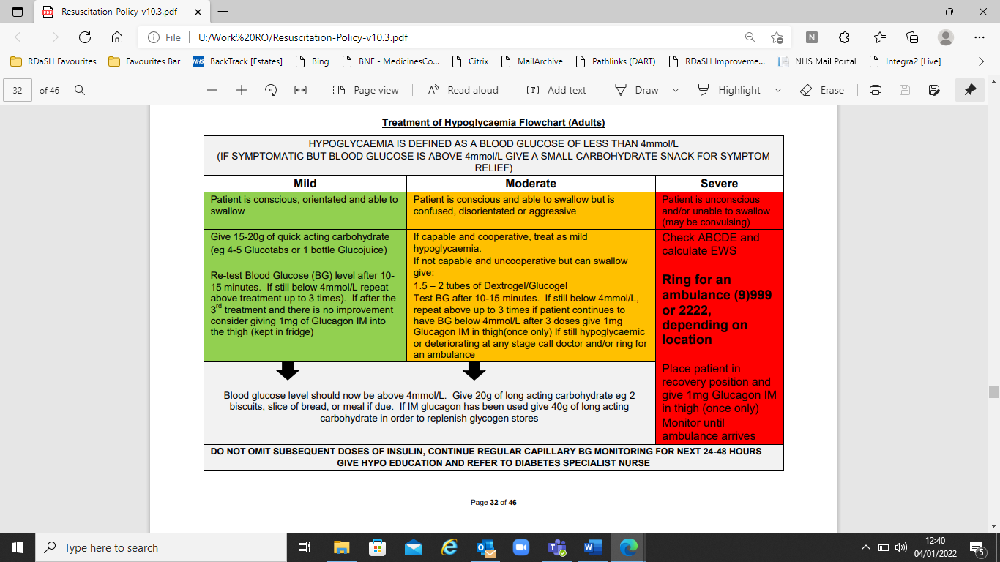 Resuscitation-Policy-v10.3.pdf
File
U:/Work%20RO/Resuscitation-Policy-v10.3.pdf
RDaSH Favourites
Favourites Bar
NHS
BackTrack [Estates]
Bing
BNF - MedicinesCo...
Citrix
MailArchive
Pathlinks (DART)
RDaSH Improveme...
NHS Mail Portal
Integra2 [Live]
32
of 46
Page view
Read aloud
Add text
Draw
Highlight
Erase
Treatment of Hypoglycaemia Flowchart (Adults)
HYPOGLYCAEMIA IS DEFINED AS A BLOOD GLUCOSE OF LESS THAN 4mmol/L
(IF SYMPTOMATIC BUT BLOOD GLUCOSE IS ABOVE 4mmol/L GIVE A SMALL CARBOHYDRATE SNACK FOR SYMPTOM
RELIEF)
Mild
Patient is conscious, orientated and able to
swallow
Give 15-20g of quick acting carbohydrate
(eg 4-5 Glucotabs or 1 bottle Glucojuice)
Re-test Blood Glucose (BG) level after 10-
15 minutes. If still below 4mmol/L repeat
above treatment up to 3 times). If after the
3rd treatment and there is no improvement
consider giving 1mg of Glucagon IM into
the thigh (kept in fridge)
Moderate
Patient is conscious and able to swallow but is
confused, disorientated or aggressive
If capable and cooperative, treat as mild
hypoglycaemia.
If not capable and uncooperative but can swallow
give:
1.5 – 2 tubes of Dextrogel/Glucogel
Test BG after 10-15 minutes. If still below 4mmol/L,
repeat above up to 3 times if patient continues to
have BG below 4mmol/L after 3 doses give 1mg
Glucagon IM in thigh(once only) If still hypoglycaemic
or deteriorating at any stage call doctor and/or ring for
an ambulance
Severe
Patient is unconscious
and/or unable to swallow
(may be convulsing)
Check ABCDE and
calculate EWS
Ring for an
ambulance (9)999
or 2222,
depending on
location
Place patient in
recovery position and
give 1mg Glucagon IM
in thigh (once only)
Monitor until
ambulance arrives
Blood glucose level should now be above 4mmol/L. Give 20g of long acting carbohydrate eg 2
biscuits, slice of bread, or meal if due. If IM glucagon has been used give 40g of long acting
carbohydrate in order to replenish glycogen stores
DO NOT OMIT SUBSEQUENT DOSES OF INSULIN, CONTINUE REGULAR CAPILLARY BG MONITORING FOR NEXT 24-48 HOURS
GIVE HYPO EDUCATION AND REFER TO DIABETES SPECIALIST NURSE
Page 32 of 46
Type here to search
12:40
04/01/2022
5